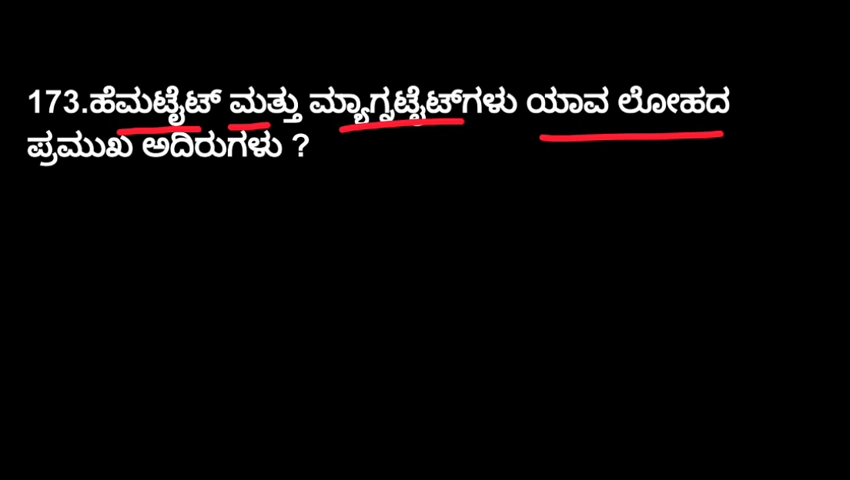 173.ಹೆಮಟೈಟ್ ಮತ್ತು ಮ್ಯಾಗ್ನಟೈಟ್‌ಗಳು ಯಾವ ಲೋಹದ
ಪ್ರಮುಖ ಅದಿರುಗಳು ?